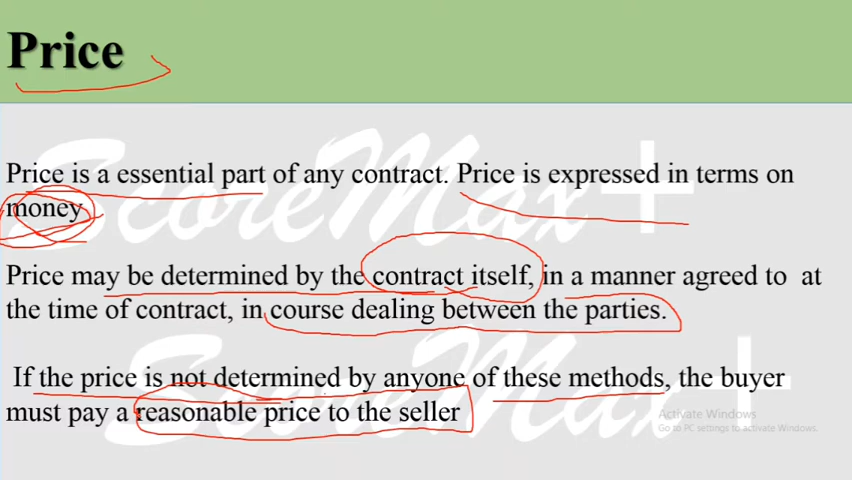 Price
Price is a essential part of any contract. Price is expressed in terms on
money
Price may be determined by the contract itself, in a manner agreed to at
the time of contract, in course dealing between the parties.
If the price is not determined by anyone of these methods, the buyer
must pay a reasonable price to the seller
ScoreMax+
ScoreMax+
Activate Windows
Go to PC settings to activate Windows.